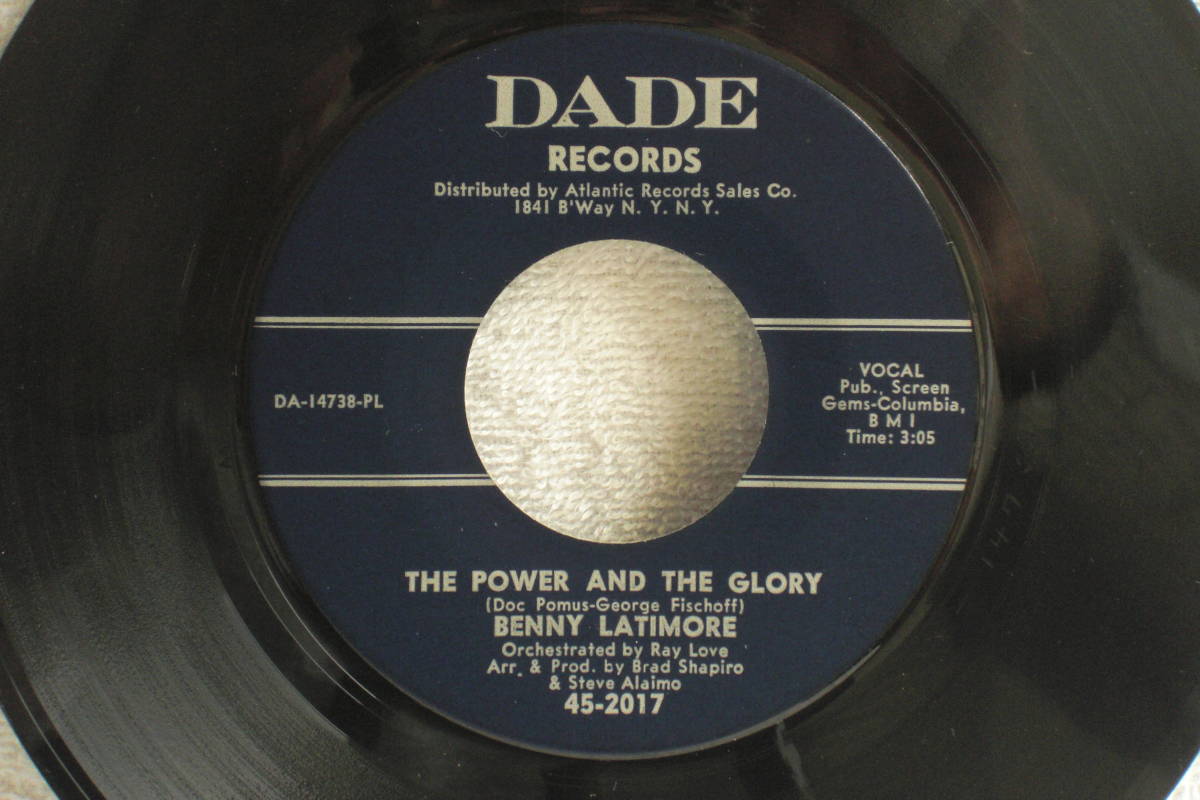 DADE
RECORDS
Distributed by Atlantic Records Sales Co.
1841 B'Way N. Y. N. Y.
DA-14738-PL
VOCAL
Pub., Screen
Gems-Columbia,
B M I
Time: 3:05
THE POWER AND THE GLORY
(Doc Pomus-George Fischoff)
BENNY LATIMORE
Orchestrated by Ray Love
Arr. & Prod. by Brad Shapiro
& Steve Alaimo
45-2017